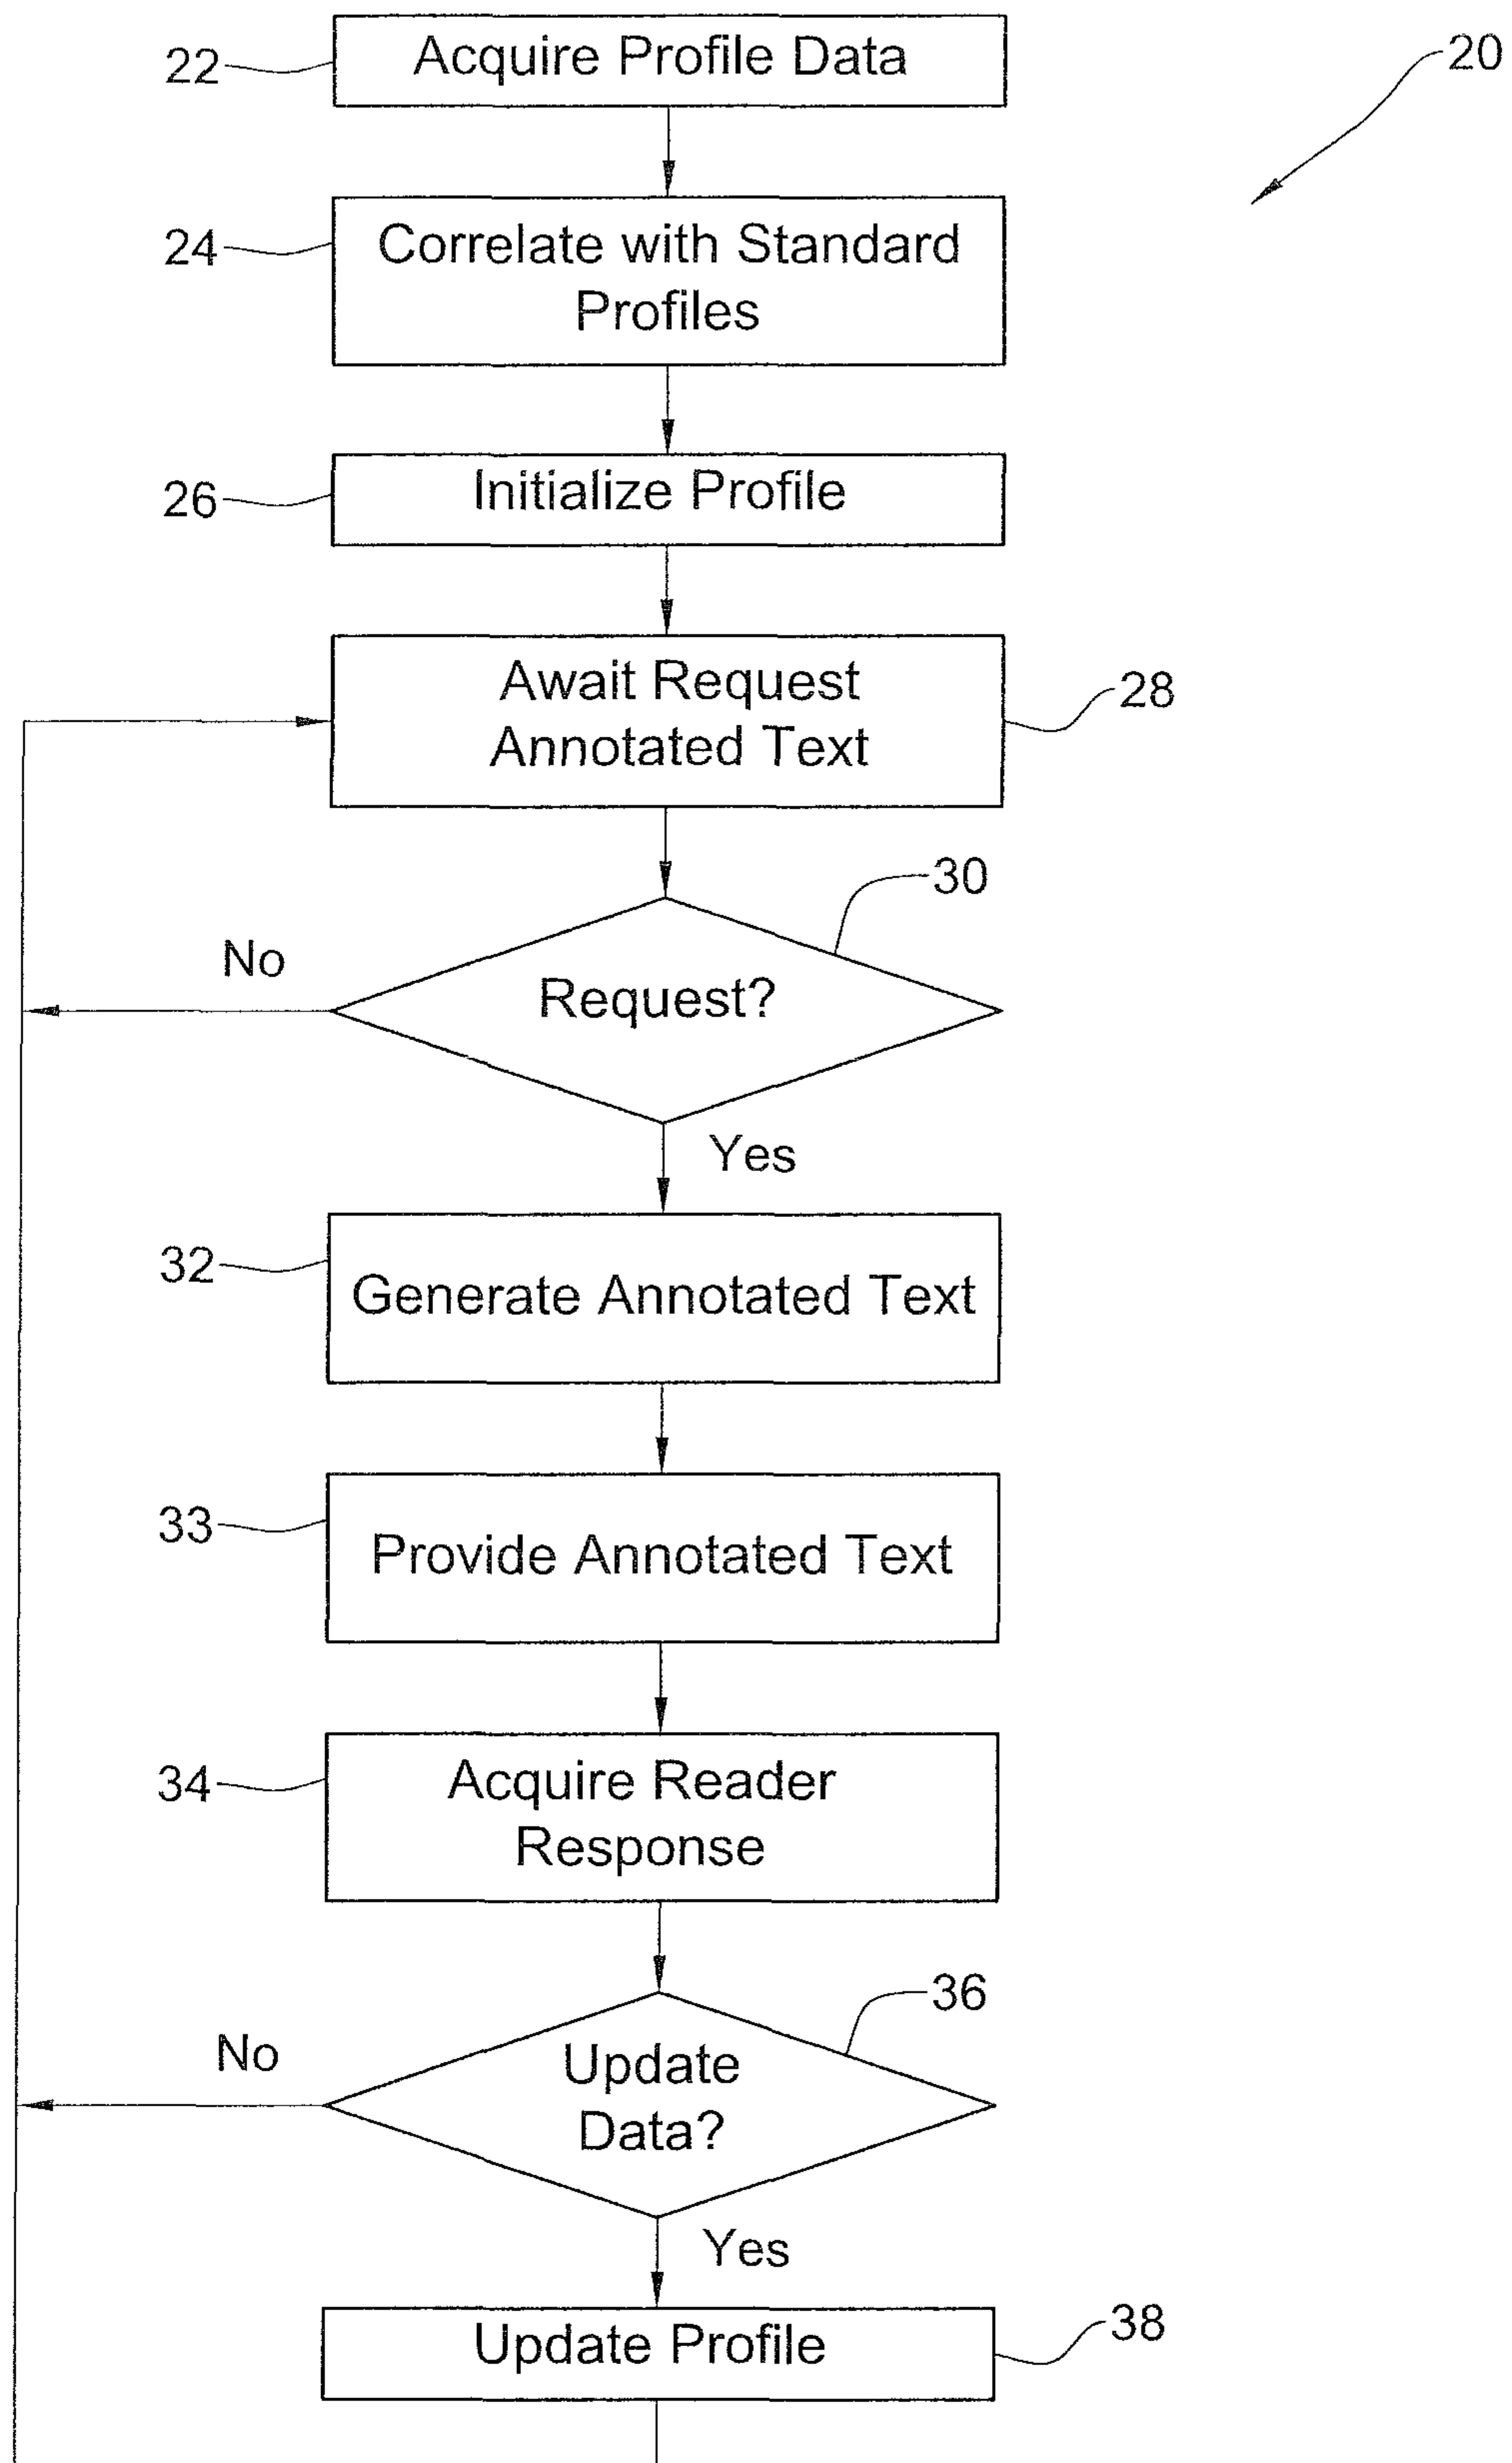 22
Acquire Profile Data
20
24
Correlate with Standard
Profiles
26
Initialize Profile
Await Request
Annotated Text
28
30
No
Request?
Yes
32
Generate Annotated Text
33
Provide Annotated Text
34
Acquire Reader
Response
36
No
Update
Data?
Yes
Update Profile
38